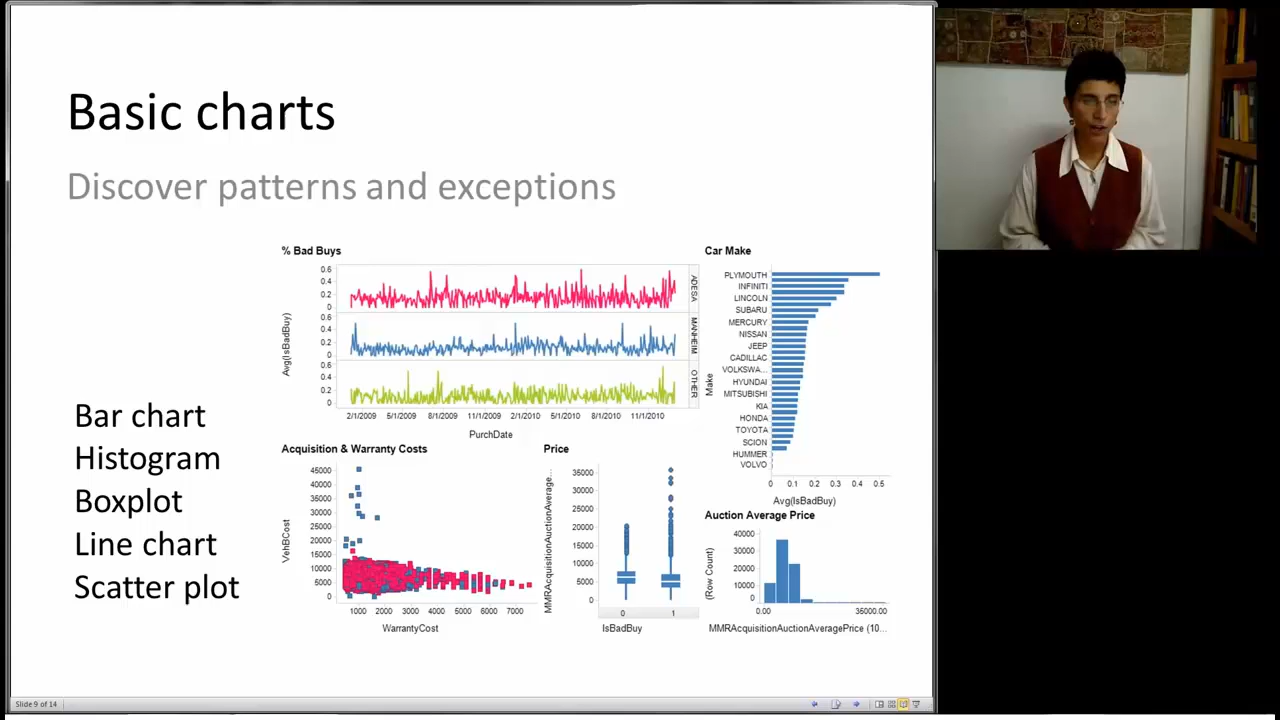 Basic charts
Discover patterns and exceptions
Bar chart
Histogram
Boxplot
Line chart
Scatter plot
% Bad Buys
Avg(IsBadBuy)
0.6
0.4
0.2
0
0.6
0.4
0.2
0
0.6
0.4
0.2
0
ADESA
MANHEIM
OTHER
2/1/2009 5/1/2009 8/1/2009 11/1/2009 2/1/2010 5/1/2010 8/1/2010 11/1/2010
PurchDate
Car Make
Make
PLYMOUTH
INFINITI
LINCOLN
SUBARU
MERCURY
NISSAN
JEEP
CADILLAC
VOLKSWA...
HYUNDAI
MITSUBISHI
KIA
HONDA
TOYOTA
SCION
HUMMER
VOLVO
0 0.1 0.2 0.3 0.4 0.5
Avg(IsBadBuy)
Acquisition & Warranty Costs
VehBCost
45000
40000
35000
30000
25000
20000
15000
10000
5000
0
1000 2000 3000 4000 5000 6000 7000
WarrantyCost
Price
MMRAcquisitionAuctionAverage...
35000
30000
25000
20000
15000
10000
5000
0
0 1
IsBadBuy
Auction Average Price
(Row Count)
40000
30000
20000
10000
0
0.00 36000.00
MMRAcquisitionAuctionAveragePrice (10...
Slide 9 of 14